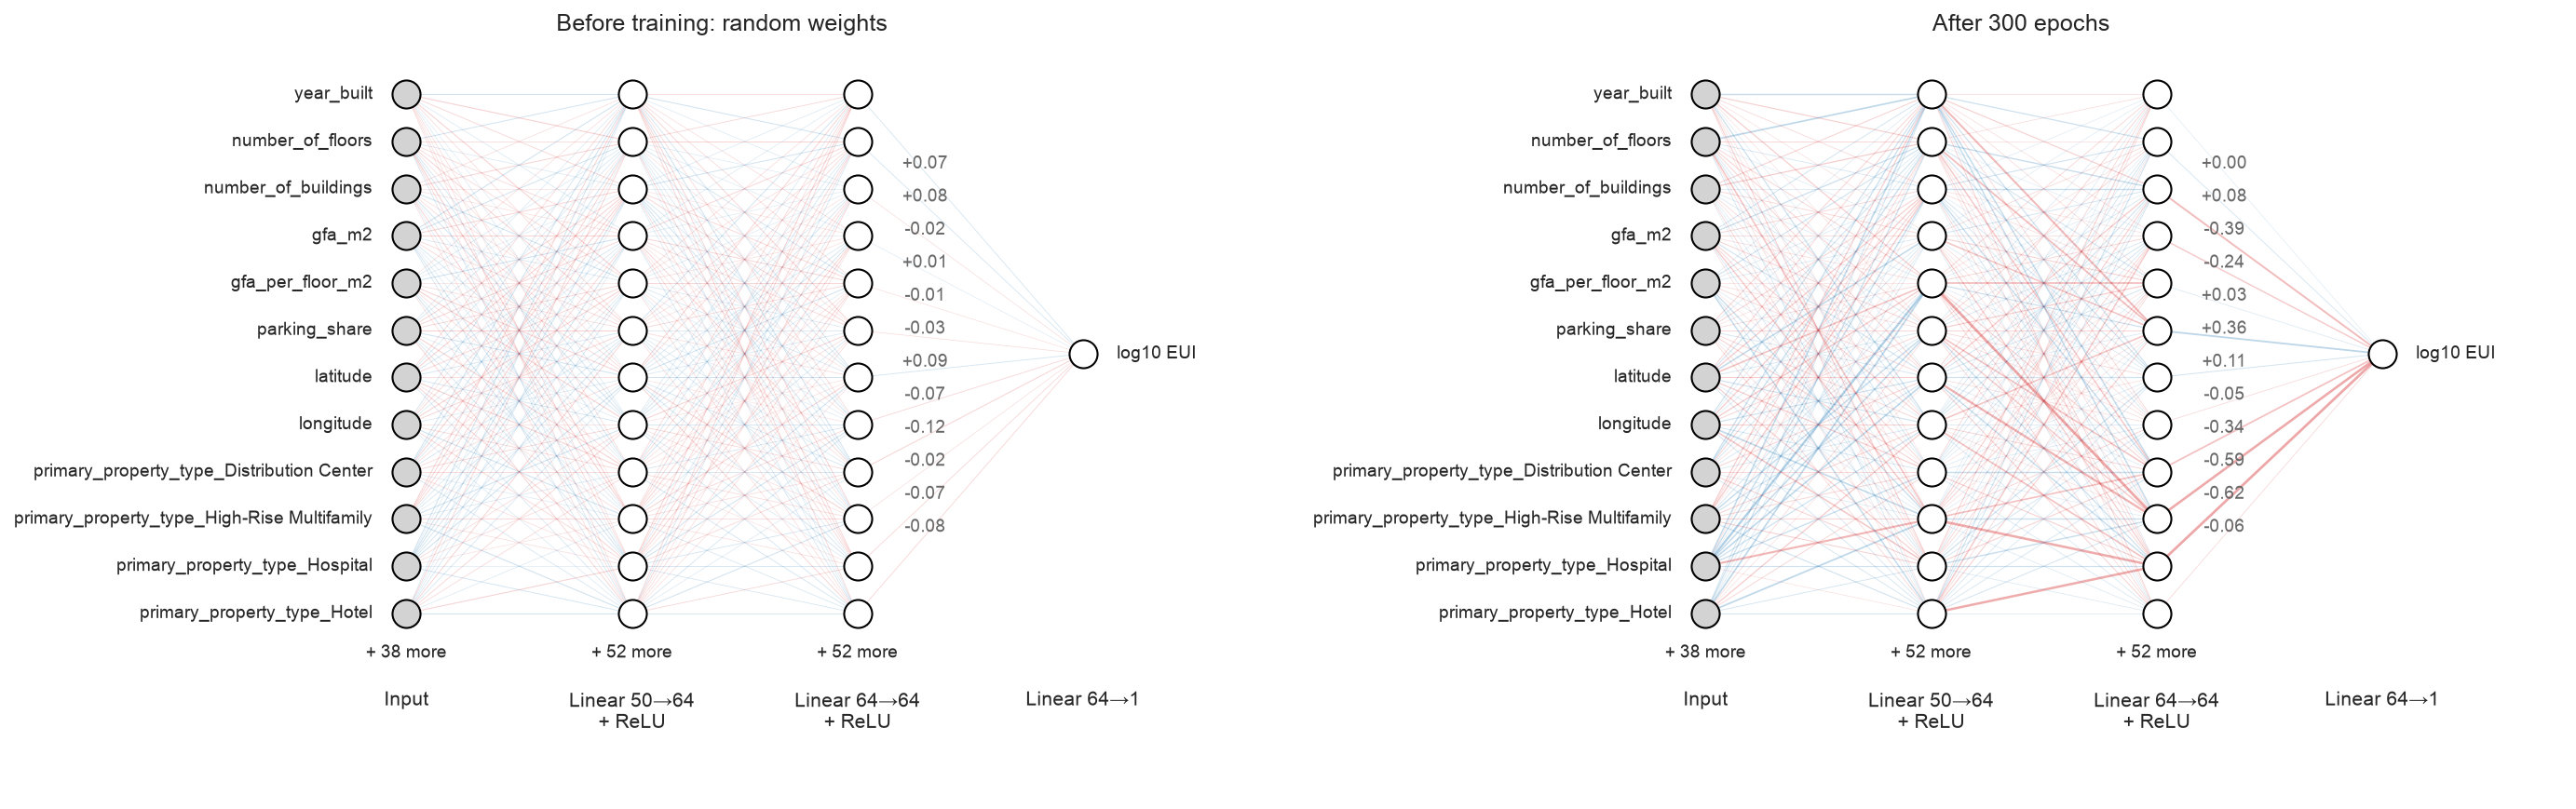 Before training: random weights
year_built
number_of_floors
number_of_buildings
gfa_m2
gfa_per_floor_m2
parking_share
latitude
longitude
primary_property_type_Distribution Center
primary_property_type_High-Rise Multifamily
primary_property_type_Hospital
primary_property_type_Hotel
+0.07
+0.08
-0.02
+0.01
-0.01
-0.03
+0.09
-0.07
-0.12
-0.02
-0.07
-0.08
log10 EUI
+ 38 more
+ 52 more
+ 52 more
Input
Linear 50→64
+ ReLU
Linear 64→64
+ ReLU
Linear 64→1
After 300 epochs
year_built
number_of_floors
number_of_buildings
gfa_m2
gfa_per_floor_m2
parking_share
latitude
longitude
primary_property_type_Distribution Center
primary_property_type_High-Rise Multifamily
primary_property_type_Hospital
primary_property_type_Hotel
+0.00
+0.08
-0.39
-0.24
+0.03
+0.36
+0.11
-0.05
-0.34
-0.59
-0.62
-0.06
log10 EUI
+ 38 more
+ 52 more
+ 52 more
Input
Linear 50→64
+ ReLU
Linear 64→64
+ ReLU
Linear 64→1